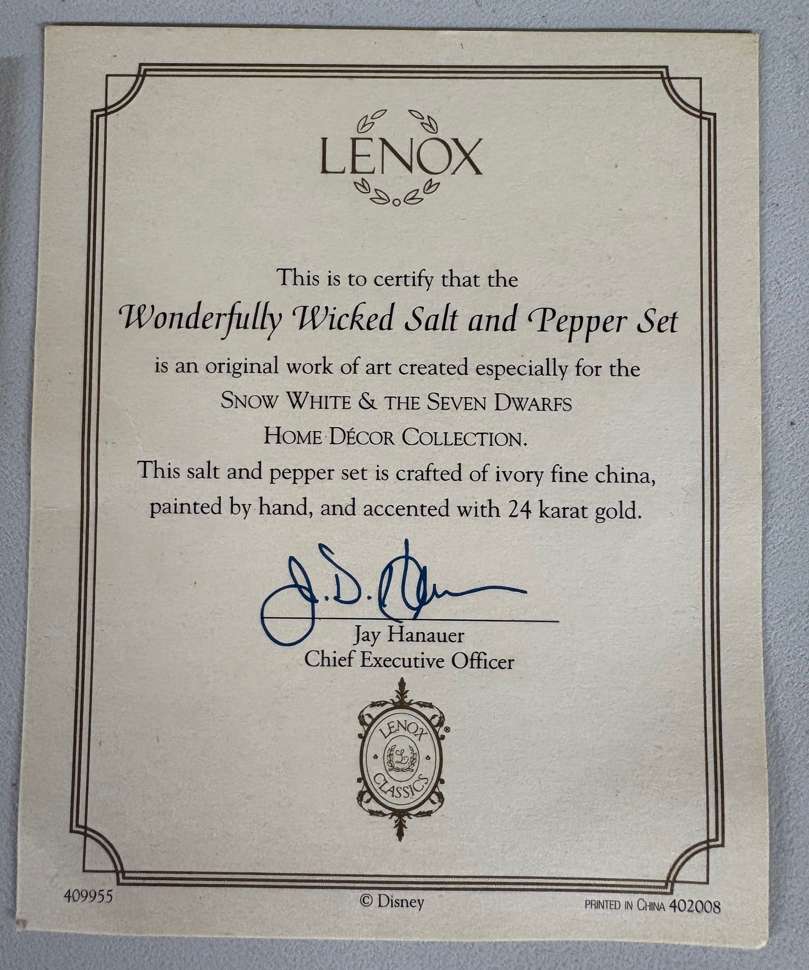 LENOX
This is to certify that the
Wonderfully Wicked Salt and Pepper Set
is an original work of art created especially for the
SNOW WHITE & THE SEVEN DWARFS
HOME DÉCOR COLLECTION.
This salt and pepper set is crafted of ivory fine china,
painted by hand, and accented with 24 karat gold.
J.D. Hanauer
Jay Hanauer
Chief Executive Officer
LENOX
L
CLASSICS
®
409955
© Disney
PRINTED IN CHINA 402008